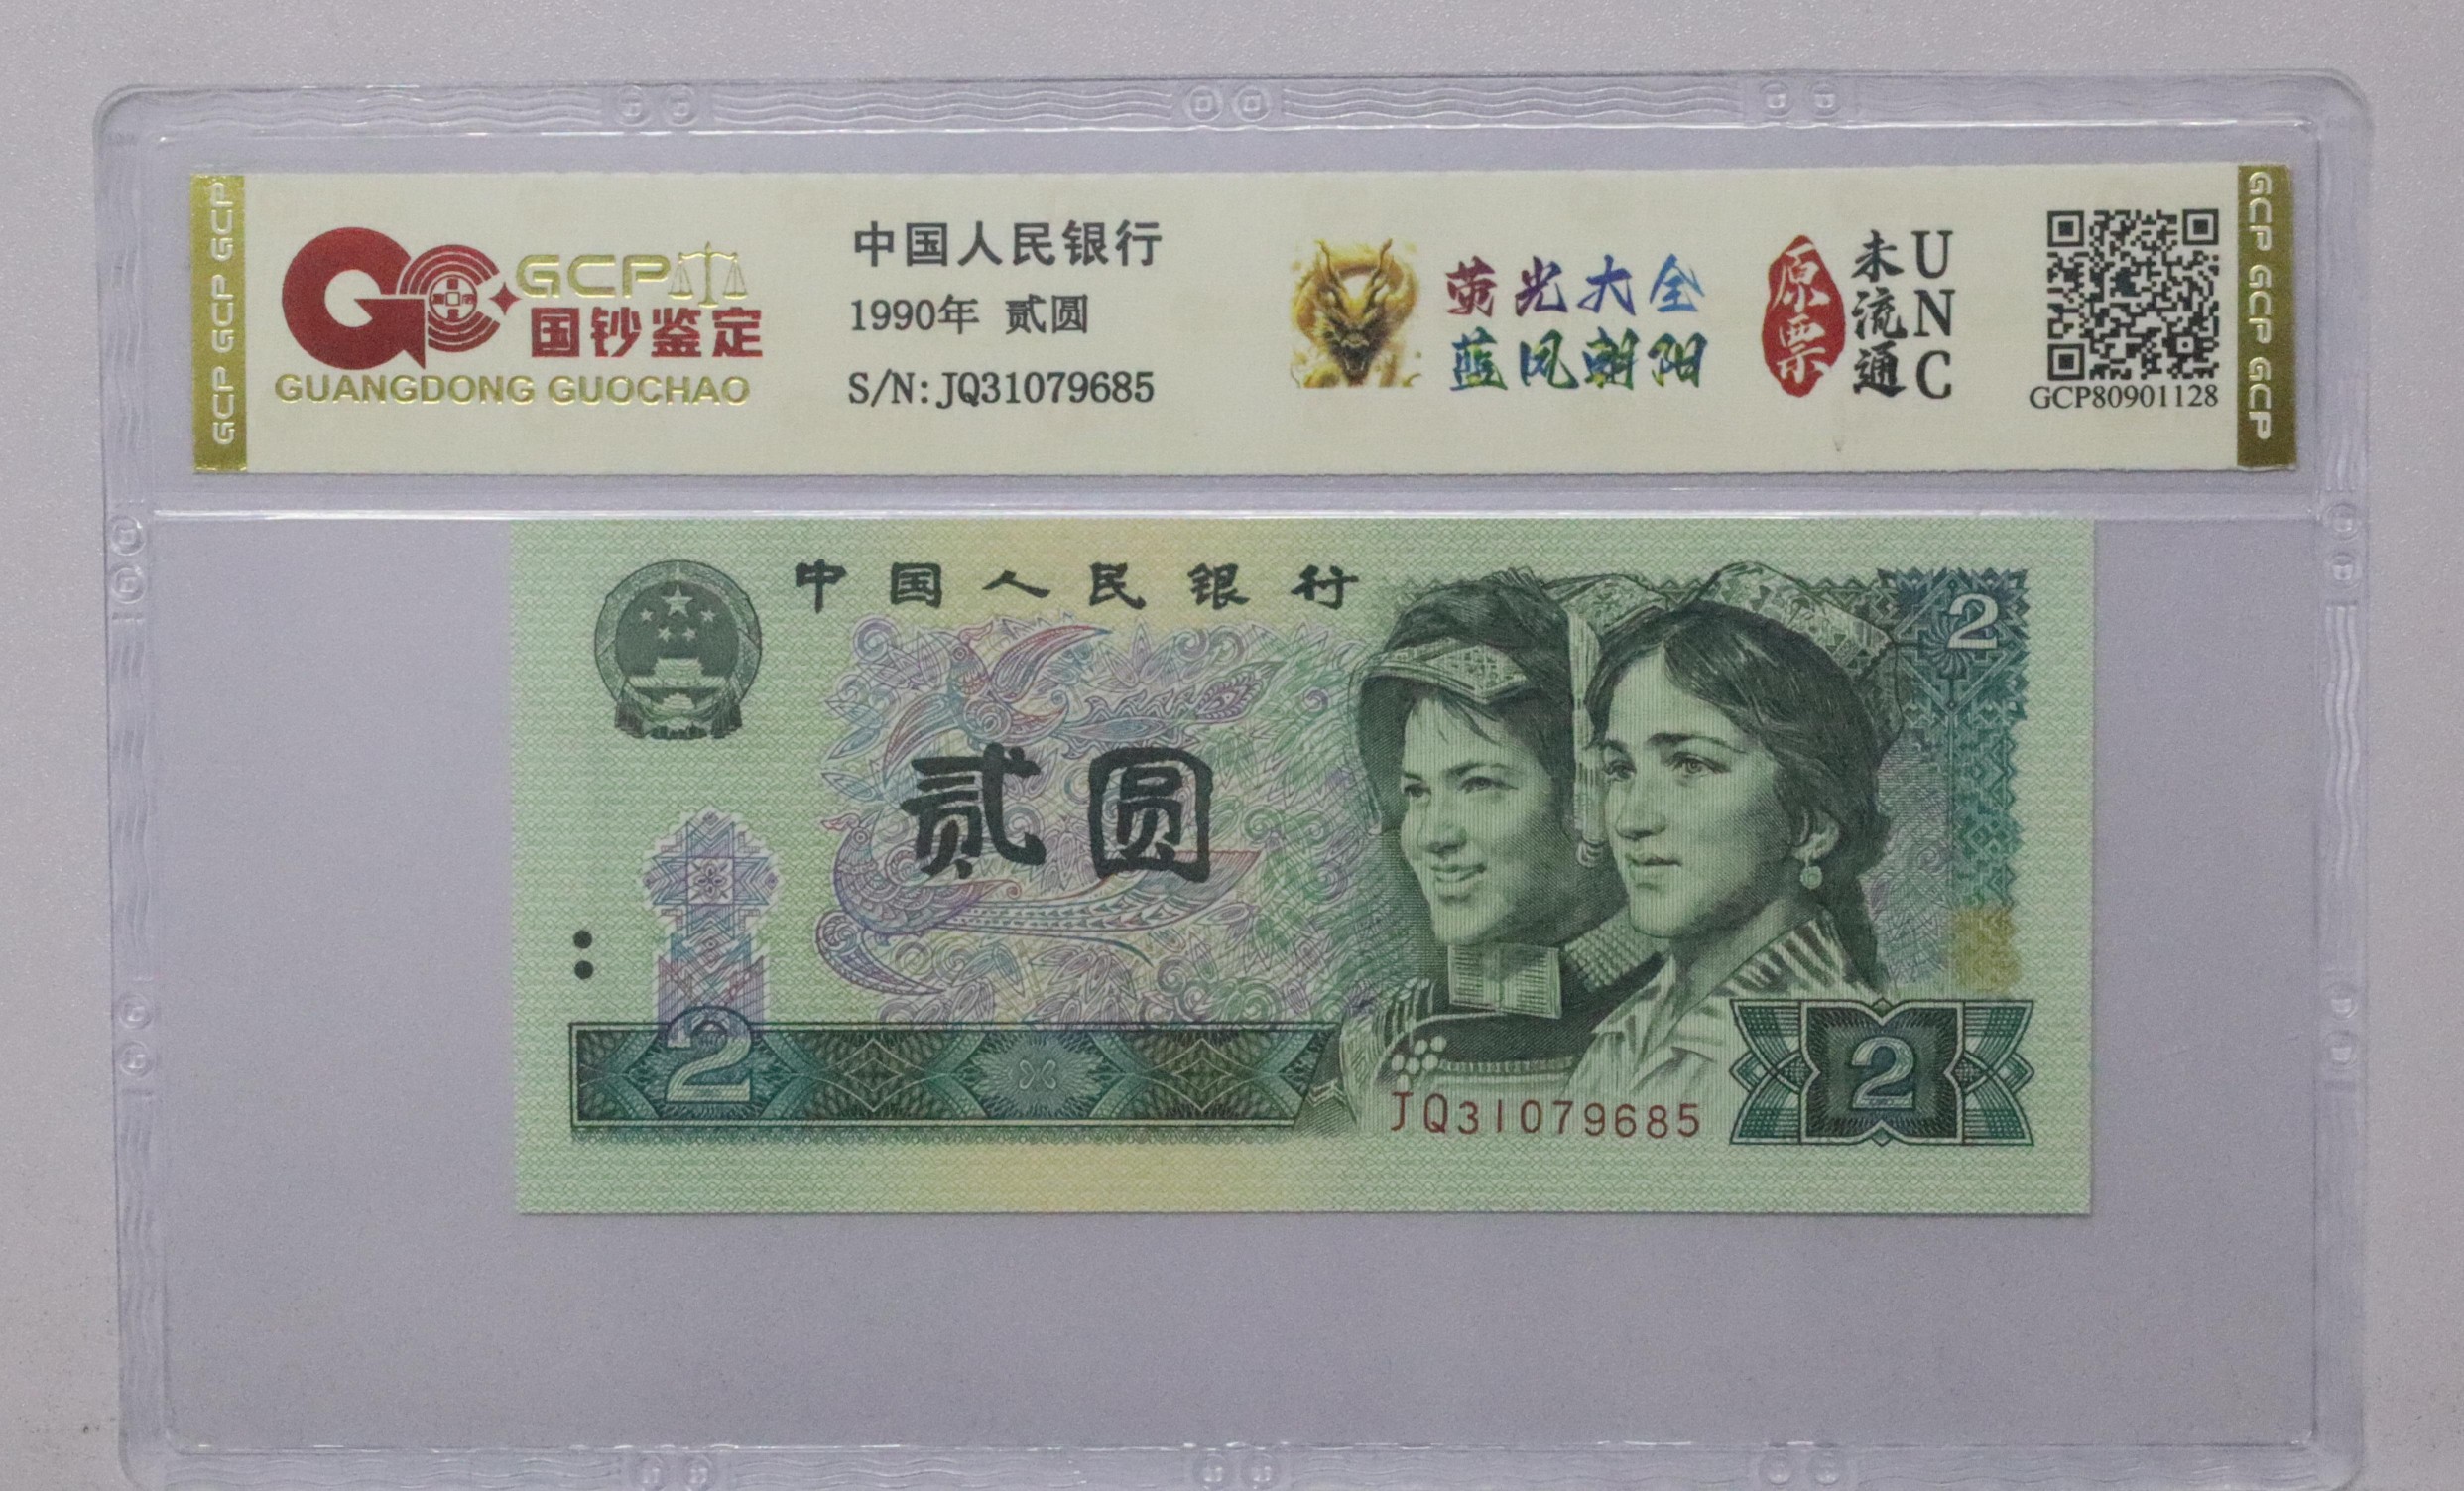 GCP GCP GCP
GCP
国钞鉴定
GUANGDONG GUOCHAO
中国人民银行
1990年 贰圆
S/N:JQ31079685
荧光大全
蓝凤朝阳
原票
未流通
UNC
GCP80901128
GCP GCP GCP
中国人民银行
2
贰圆
2
JQ31079685
2